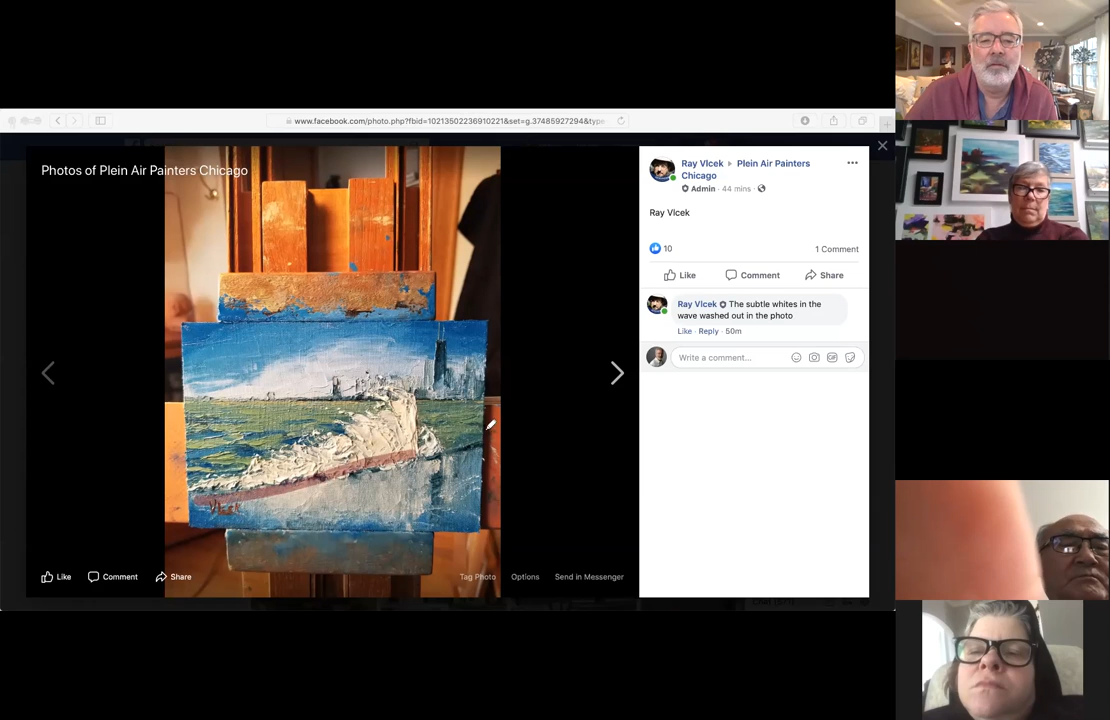 www.facebook.com/photo.php?fbid=10213502236910221&set=g.37485927294&type
Photos of Plein Air Painters Chicago
Ray Vlcek ▸ Plein Air Painters
Chicago
Admin · 44 mins ·
Ray Vlcek
10
1 Comment
Like Comment Share
Ray Vlcek The subtle whites in the
wave washed out in the photo
Like · Reply · 50m
Write a comment...
GIF
Vlcek
Like Comment Share
Tag Photo Options Send in Messenger